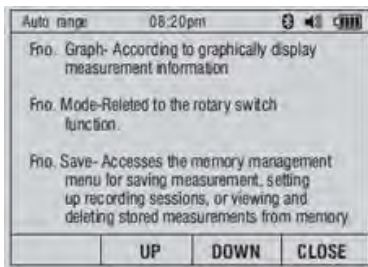 Auto range 08:20pm
Fno. Graph- According to graphically display
measurement information
Fno. Mode-Releted to the rotary switch
function.
Fno. Save- Accesses the memory management
menu for saving measurement, setting
up recording sessions, or viewing and
deleting stored measurements from memory
UP DOWN CLOSE